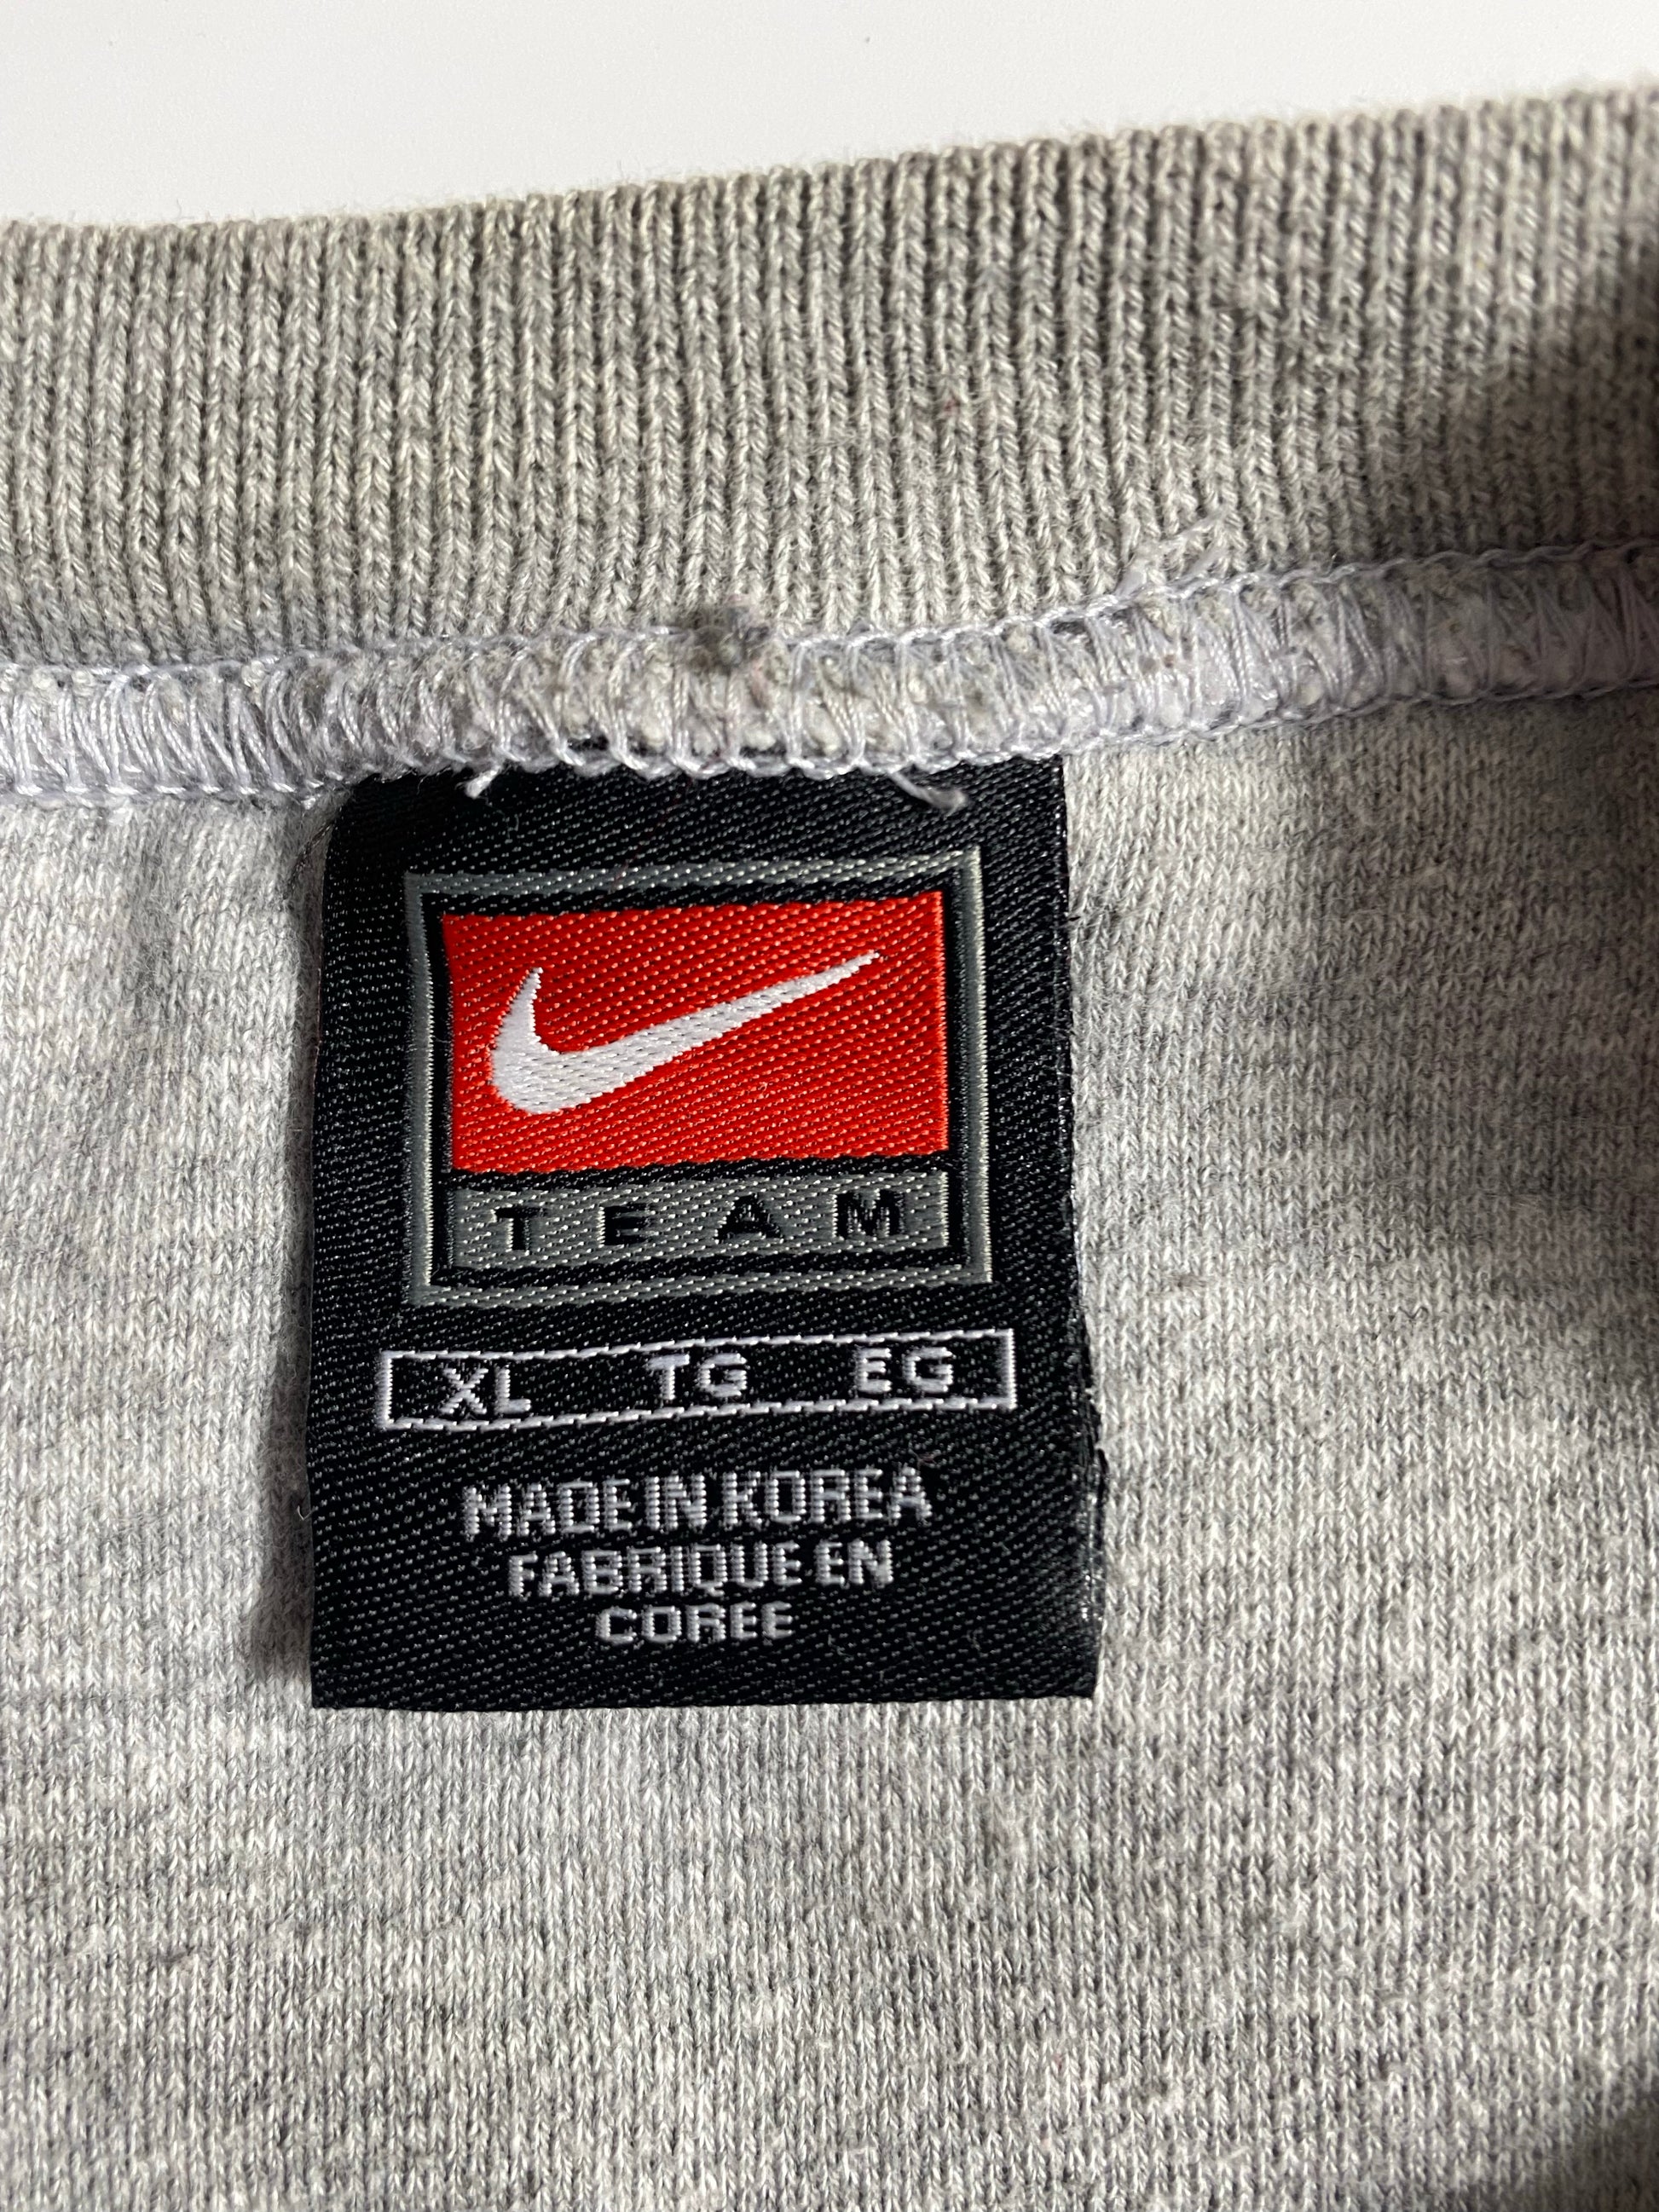 TEAM
XL TG EG
MADE IN KOREA
FABRIQUE EN
COREE